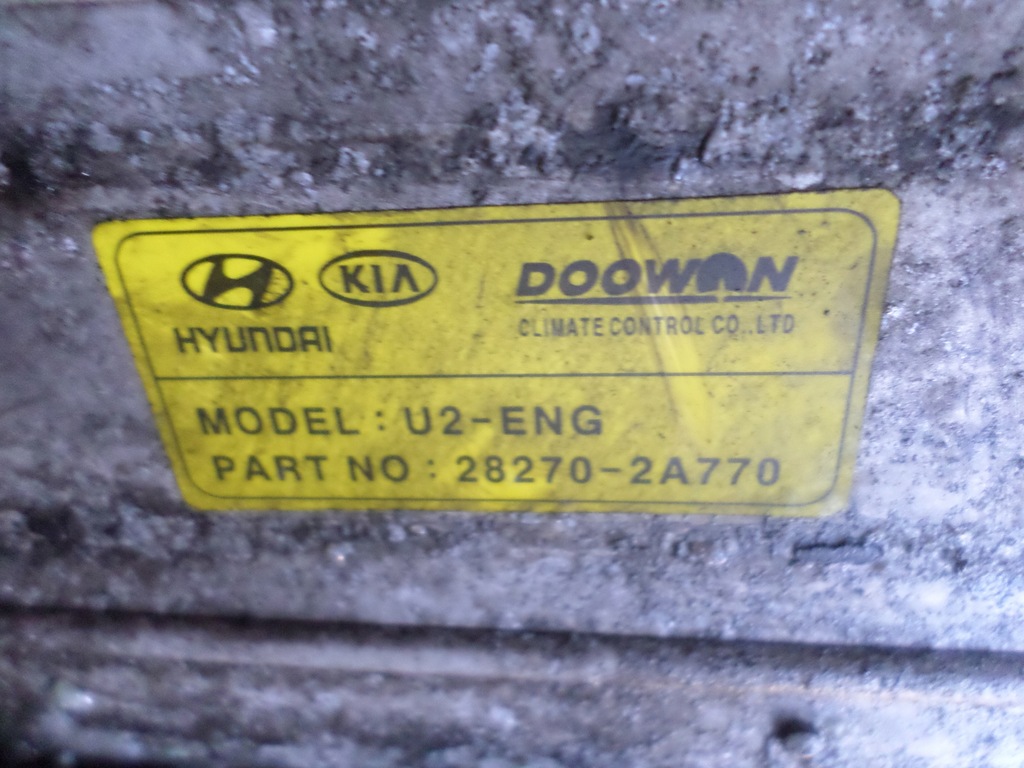 KIA DOOWON
HYUNDAI CLIMATE CONTROL CO.,LTD
MODEL : U2-ENG
PART NO : 28270-2A770